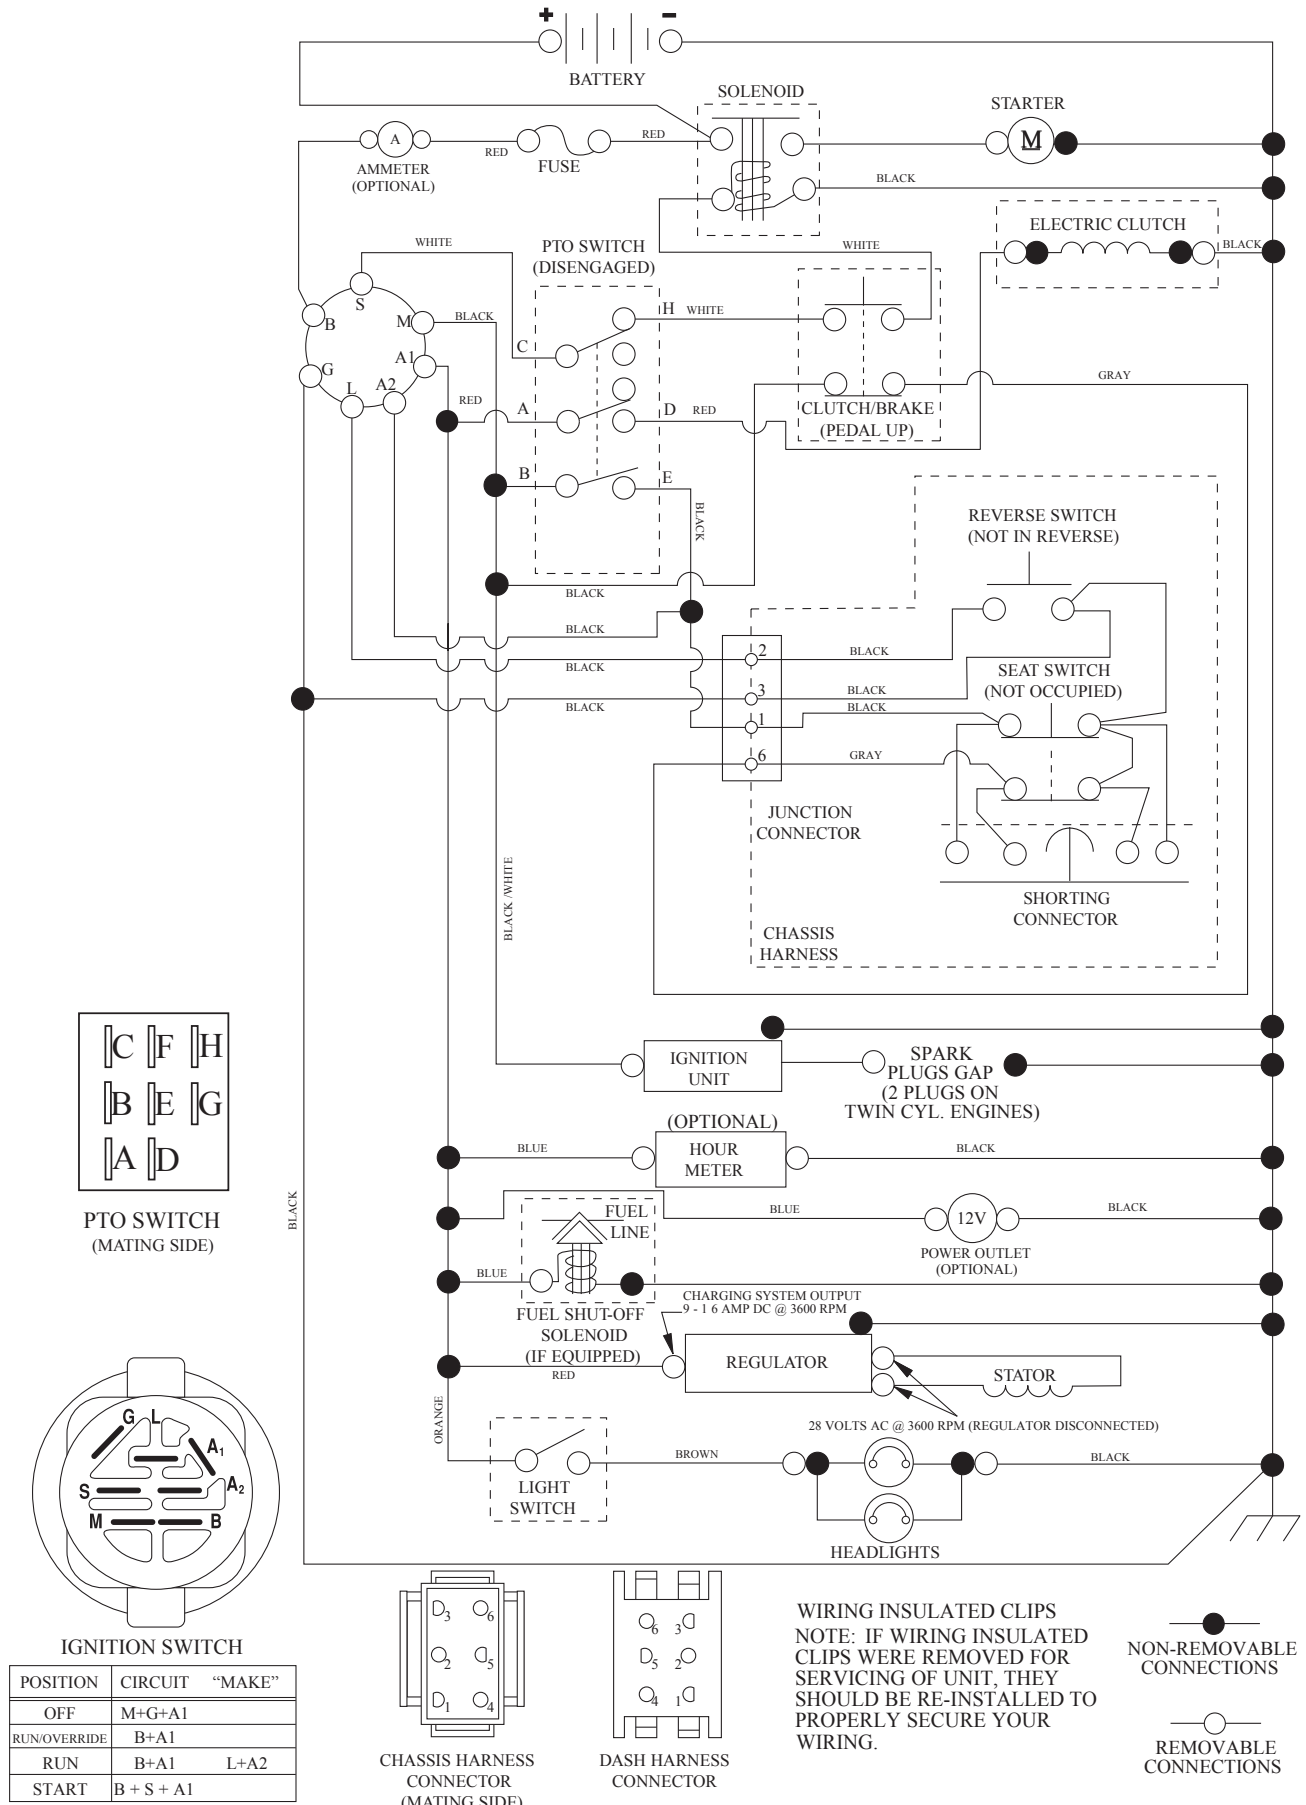 + −
BATTERY
SOLENOID
STARTER
A
RED
FUSE
RED
M
AMMETER
(OPTIONAL)
BLACK
ELECTRIC CLUTCH
WHITE
PTO SWITCH
(DISENGAGED)
WHITE
BLACK
S
B
M
BLACK
H WHITE
C
A1
G
L
A2
RED
A
D RED
GRAY
CLUTCH/BRAKE
(PEDAL UP)
B
E
BLACK
REVERSE SWITCH
(NOT IN REVERSE)
BLACK
BLACK
2
BLACK
BLACK
SEAT SWITCH
(NOT OCCUPIED)
3
BLACK
BLACK
BLACK
1
6
GRAY
JUNCTION
CONNECTOR
SHORTING
CONNECTOR
BLACK /WHITE
CHASSIS
HARNESS
C F H
B E G
A D
PTO SWITCH
(MATING SIDE)
IGNITION
UNIT
SPARK
PLUGS GAP
(2 PLUGS ON
TWIN CYL. ENGINES)
(OPTIONAL)
HOUR
METER
BLUE
BLACK
BLACK
FUEL
LINE
BLUE
12V
BLACK
POWER OUTLET
(OPTIONAL)
BLUE
FUEL SHUT-OFF
SOLENOID
(IF EQUIPPED)
CHARGING SYSTEM OUTPUT
9 - 1 6 AMP DC @ 3600 RPM
RED
REGULATOR
STATOR
28 VOLTS AC @ 3600 RPM (REGULATOR DISCONNECTED)
ORANGE
LIGHT
SWITCH
BROWN
BLACK
HEADLIGHTS
G L
A1
S
A2
M
B
IGNITION SWITCH
POSITION CIRCUIT “MAKE”
OFF M+G+A1
RUN/OVERRIDE B+A1
RUN B+A1 L+A2
START B + S + A1
3 6
2 5
1 4
CHASSIS HARNESS
CONNECTOR
(MATING SIDE)
6 3
5 2
4 1
DASH HARNESS
CONNECTOR
WIRING INSULATED CLIPS
NOTE: IF WIRING INSULATED
CLIPS WERE REMOVED FOR
SERVICING OF UNIT, THEY
SHOULD BE RE-INSTALLED TO
PROPERLY SECURE YOUR
WIRING.
NON-REMOVABLE
CONNECTIONS
REMOVABLE
CONNECTIONS